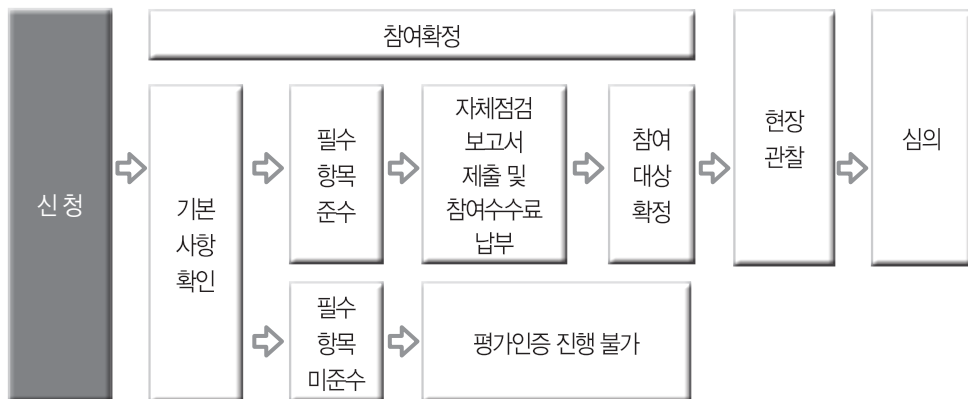 신청
참여확정
기본
사항
확인
필수
항목
준수
자체점검
보고서
제출 및
참여수수료
납부
참여
대상
확정
필수
항목
미준수
평가인증 진행 불가
현장
관찰
심의